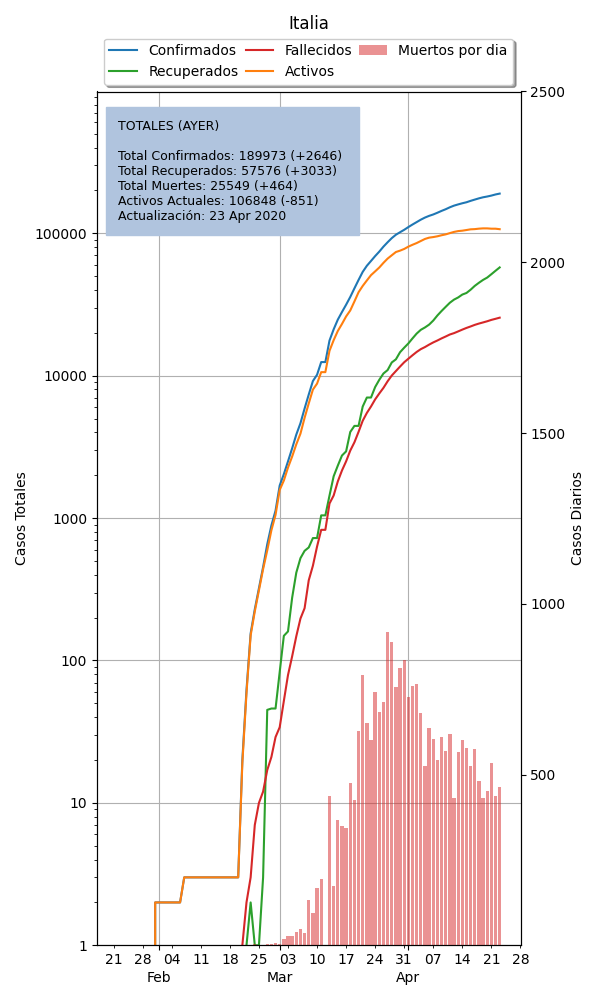 Italia
Confirmados
Recuperados
Fallecidos
Activos
Muertos por dia
TOTALES (AYER)
Total Confirmados: 189973 (+2646)
Total Recuperados: 57576 (+3033)
Total Muertes: 25549 (+464)
Activos Actuales: 106848 (-851)
Actualización: 23 Apr 2020
Casos Totales
100000
10000
1000
100
10
1
2500
2000
1500
1000
500
Casos Diarios
21 28 04 11 18 25 03 10 17 24 31 07 14 21 28
Feb Mar Apr